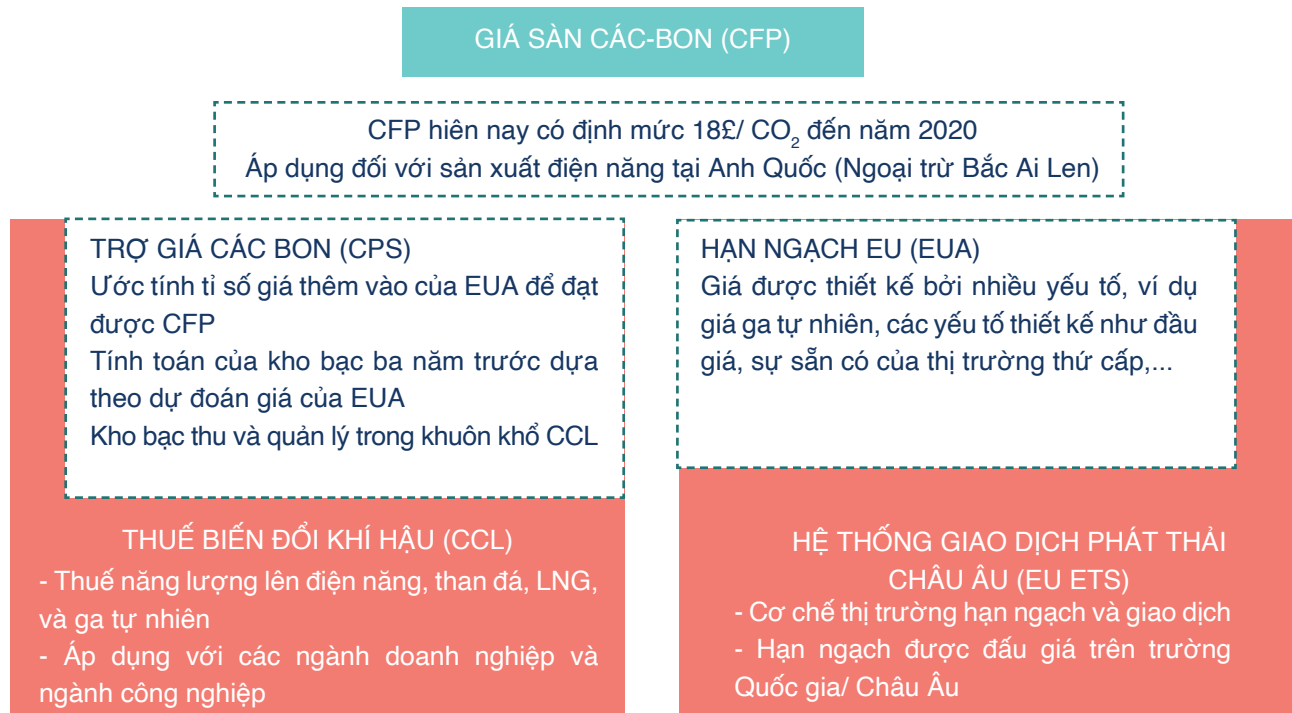 GIÁ SÀN CÁC-BON (CFP)
CFP hiện nay có định mức 18£/ CO₂ đến năm 2020
Áp dụng đối với sản xuất điện năng tại Anh Quốc (Ngoại trừ Bắc Ai Len)
TRỢ GIÁ CÁC BON (CPS)
Ước tính tỉ số giá thêm vào của EUA để đạt
được CFP
Tính toán của kho bạc ba năm trước dựa
theo dự đoán giá của EUA
Kho bạc thu và quản lý trong khuôn khổ CCL
THUẾ BIẾN ĐỔI KHÍ HẬU (CCL)
- Thuế năng lượng lên điện năng, than đá, LNG,
và ga tự nhiên
- Áp dụng với các ngành doanh nghiệp và
ngành công nghiệp
HẠN NGẠCH EU (EUA)
Giá được thiết kế bởi nhiều yếu tố, ví dụ
giá ga tự nhiên, các yếu tố thiết kế như đầu
giá, sự sẵn có của thị trường thứ cấp,...
HỆ THỐNG GIAO DỊCH PHÁT THẢI
CHÂU ÂU (EU ETS)
- Cơ chế thị trường hạn ngạch và giao dịch
- Hạn ngạch được đấu giá trên trường
Quốc gia/ Châu Âu